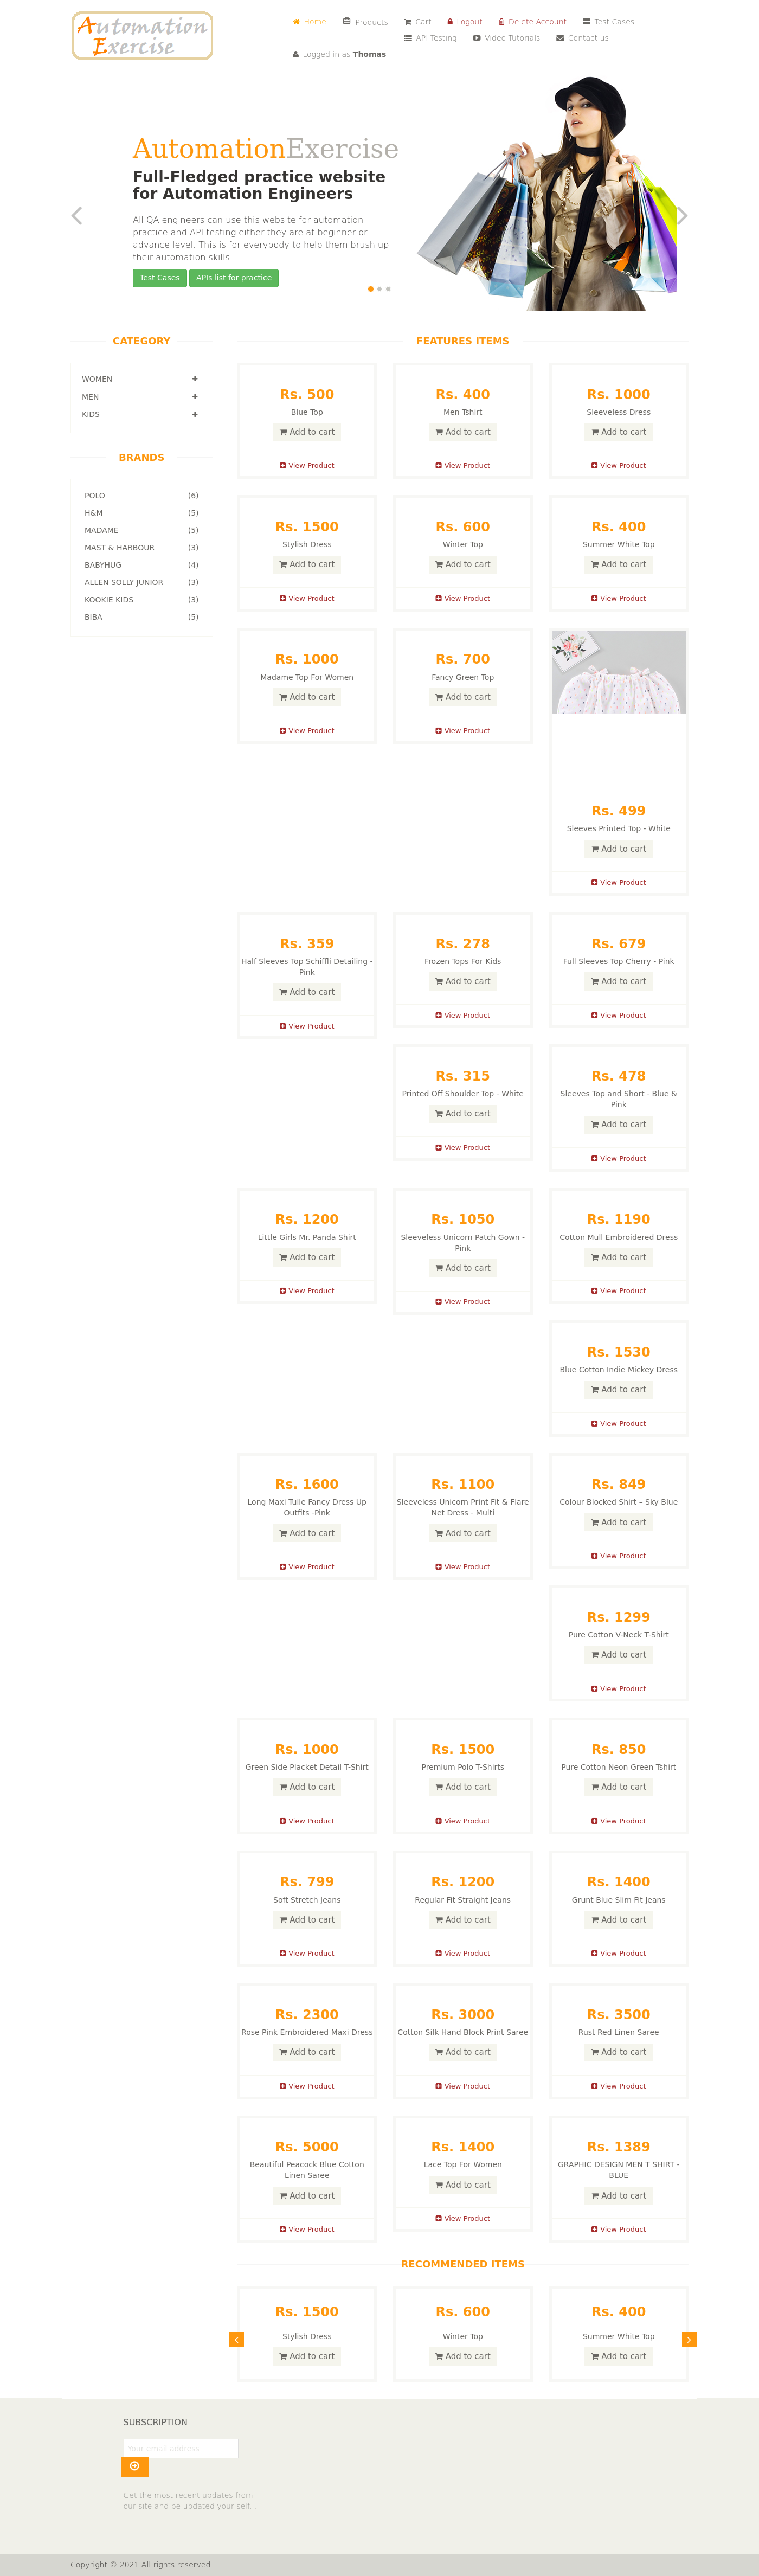 Automation
Exercise
Home
Products
Cart
Logout
Delete Account
Test Cases
API Testing
Video Tutorials
Contact us
Logged in as Thomas
AutomationExercise
Full-Fledged practice website
for Automation Engineers
All QA engineers can use this website for automation
practice and API testing either they are at beginner or
advance level. This is for everybody to help them brush up
their automation skills.
Test Cases
APIs list for practice
CATEGORY
WOMEN
MEN
KIDS
BRANDS
POLO (6)
H&M (5)
MADAME (5)
MAST & HARBOUR (3)
BABYHUG (4)
ALLEN SOLLY JUNIOR (3)
KOOKIE KIDS (3)
BIBA (5)
FEATURES ITEMS
Rs. 500
Blue Top
Add to cart
View Product
Rs. 400
Men Tshirt
Add to cart
View Product
Rs. 1000
Sleeveless Dress
Add to cart
View Product
Rs. 1500
Stylish Dress
Add to cart
View Product
Rs. 600
Winter Top
Add to cart
View Product
Rs. 400
Summer White Top
Add to cart
View Product
Rs. 1000
Madame Top For Women
Add to cart
View Product
Rs. 700
Fancy Green Top
Add to cart
View Product
Rs. 499
Sleeves Printed Top - White
Add to cart
View Product
Rs. 359
Half Sleeves Top Schiffli Detailing -
Pink
Add to cart
View Product
Rs. 278
Frozen Tops For Kids
Add to cart
View Product
Rs. 679
Full Sleeves Top Cherry - Pink
Add to cart
View Product
Rs. 315
Printed Off Shoulder Top - White
Add to cart
View Product
Rs. 478
Sleeves Top and Short - Blue &
Pink
Add to cart
View Product
Rs. 1200
Little Girls Mr. Panda Shirt
Add to cart
View Product
Rs. 1050
Sleeveless Unicorn Patch Gown -
Pink
Add to cart
View Product
Rs. 1190
Cotton Mull Embroidered Dress
Add to cart
View Product
Rs. 1530
Blue Cotton Indie Mickey Dress
Add to cart
View Product
Rs. 1600
Long Maxi Tulle Fancy Dress Up
Outfits -Pink
Add to cart
View Product
Rs. 1100
Sleeveless Unicorn Print Fit & Flare
Net Dress - Multi
Add to cart
View Product
Rs. 849
Colour Blocked Shirt – Sky Blue
Add to cart
View Product
Rs. 1299
Pure Cotton V-Neck T-Shirt
Add to cart
View Product
Rs. 1000
Green Side Placket Detail T-Shirt
Add to cart
View Product
Rs. 1500
Premium Polo T-Shirts
Add to cart
View Product
Rs. 850
Pure Cotton Neon Green Tshirt
Add to cart
View Product
Rs. 799
Soft Stretch Jeans
Add to cart
View Product
Rs. 1200
Regular Fit Straight Jeans
Add to cart
View Product
Rs. 1400
Grunt Blue Slim Fit Jeans
Add to cart
View Product
Rs. 2300
Rose Pink Embroidered Maxi Dress
Add to cart
View Product
Rs. 3000
Cotton Silk Hand Block Print Saree
Add to cart
View Product
Rs. 3500
Rust Red Linen Saree
Add to cart
View Product
Rs. 5000
Beautiful Peacock Blue Cotton
Linen Saree
Add to cart
View Product
Rs. 1400
Lace Top For Women
Add to cart
View Product
Rs. 1389
GRAPHIC DESIGN MEN T SHIRT -
BLUE
Add to cart
View Product
RECOMMENDED ITEMS
Rs. 1500
Stylish Dress
Add to cart
Rs. 600
Winter Top
Add to cart
Rs. 400
Summer White Top
Add to cart
SUBSCRIPTION
Your email address
Get the most recent updates from
our site and be updated your self...
Copyright © 2021 All rights reserved